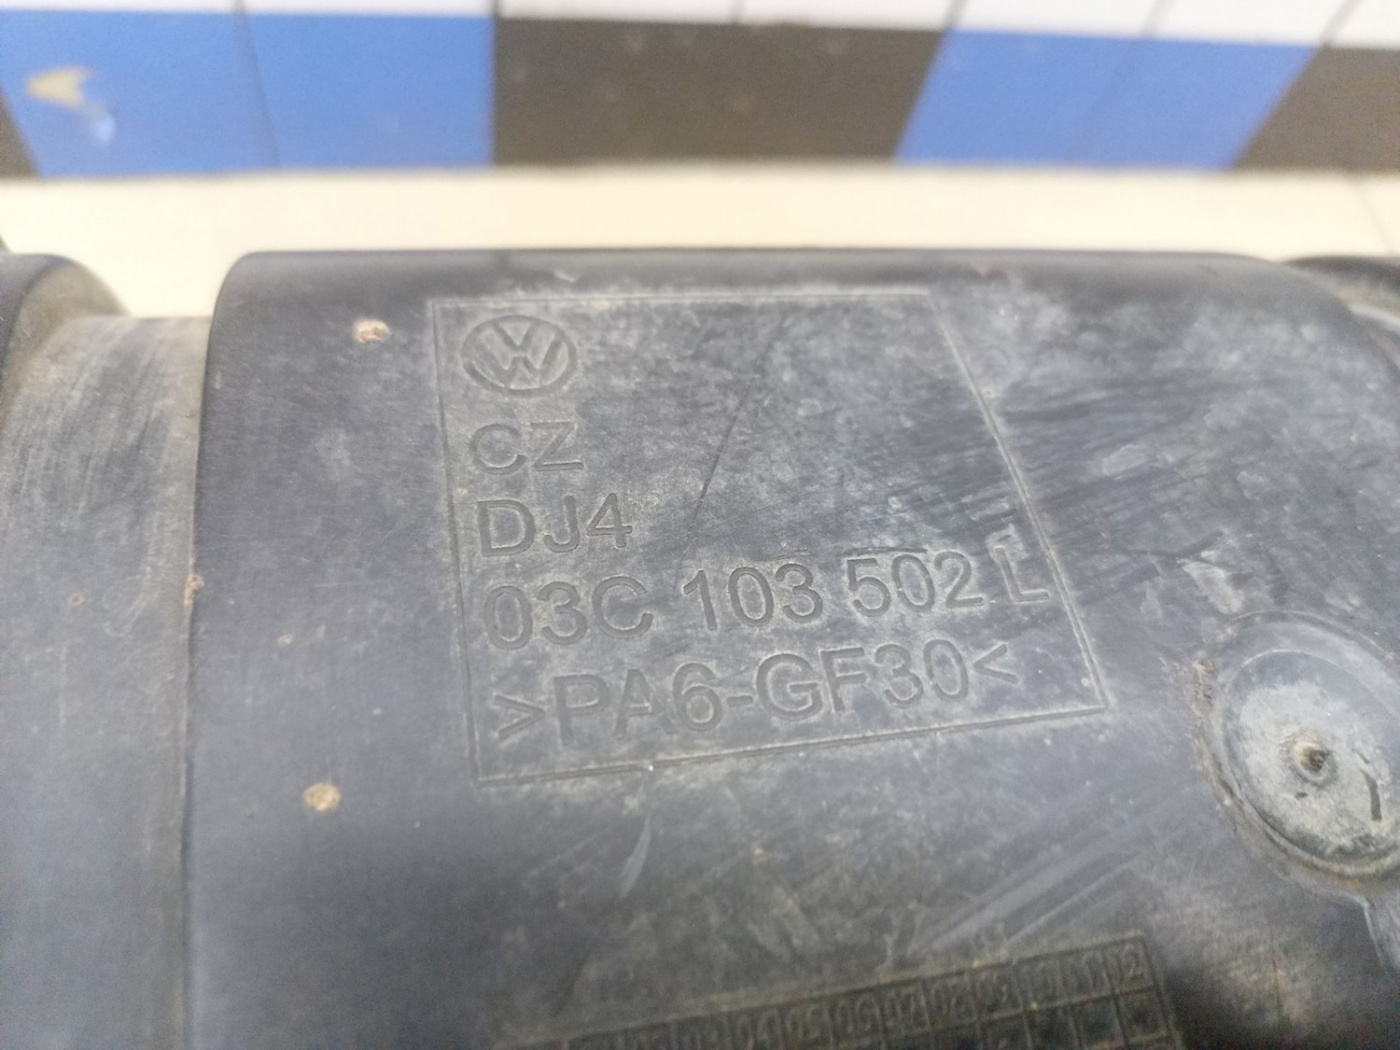 CZ
DJ4
03C 103 502 L
>PA6-GF30<